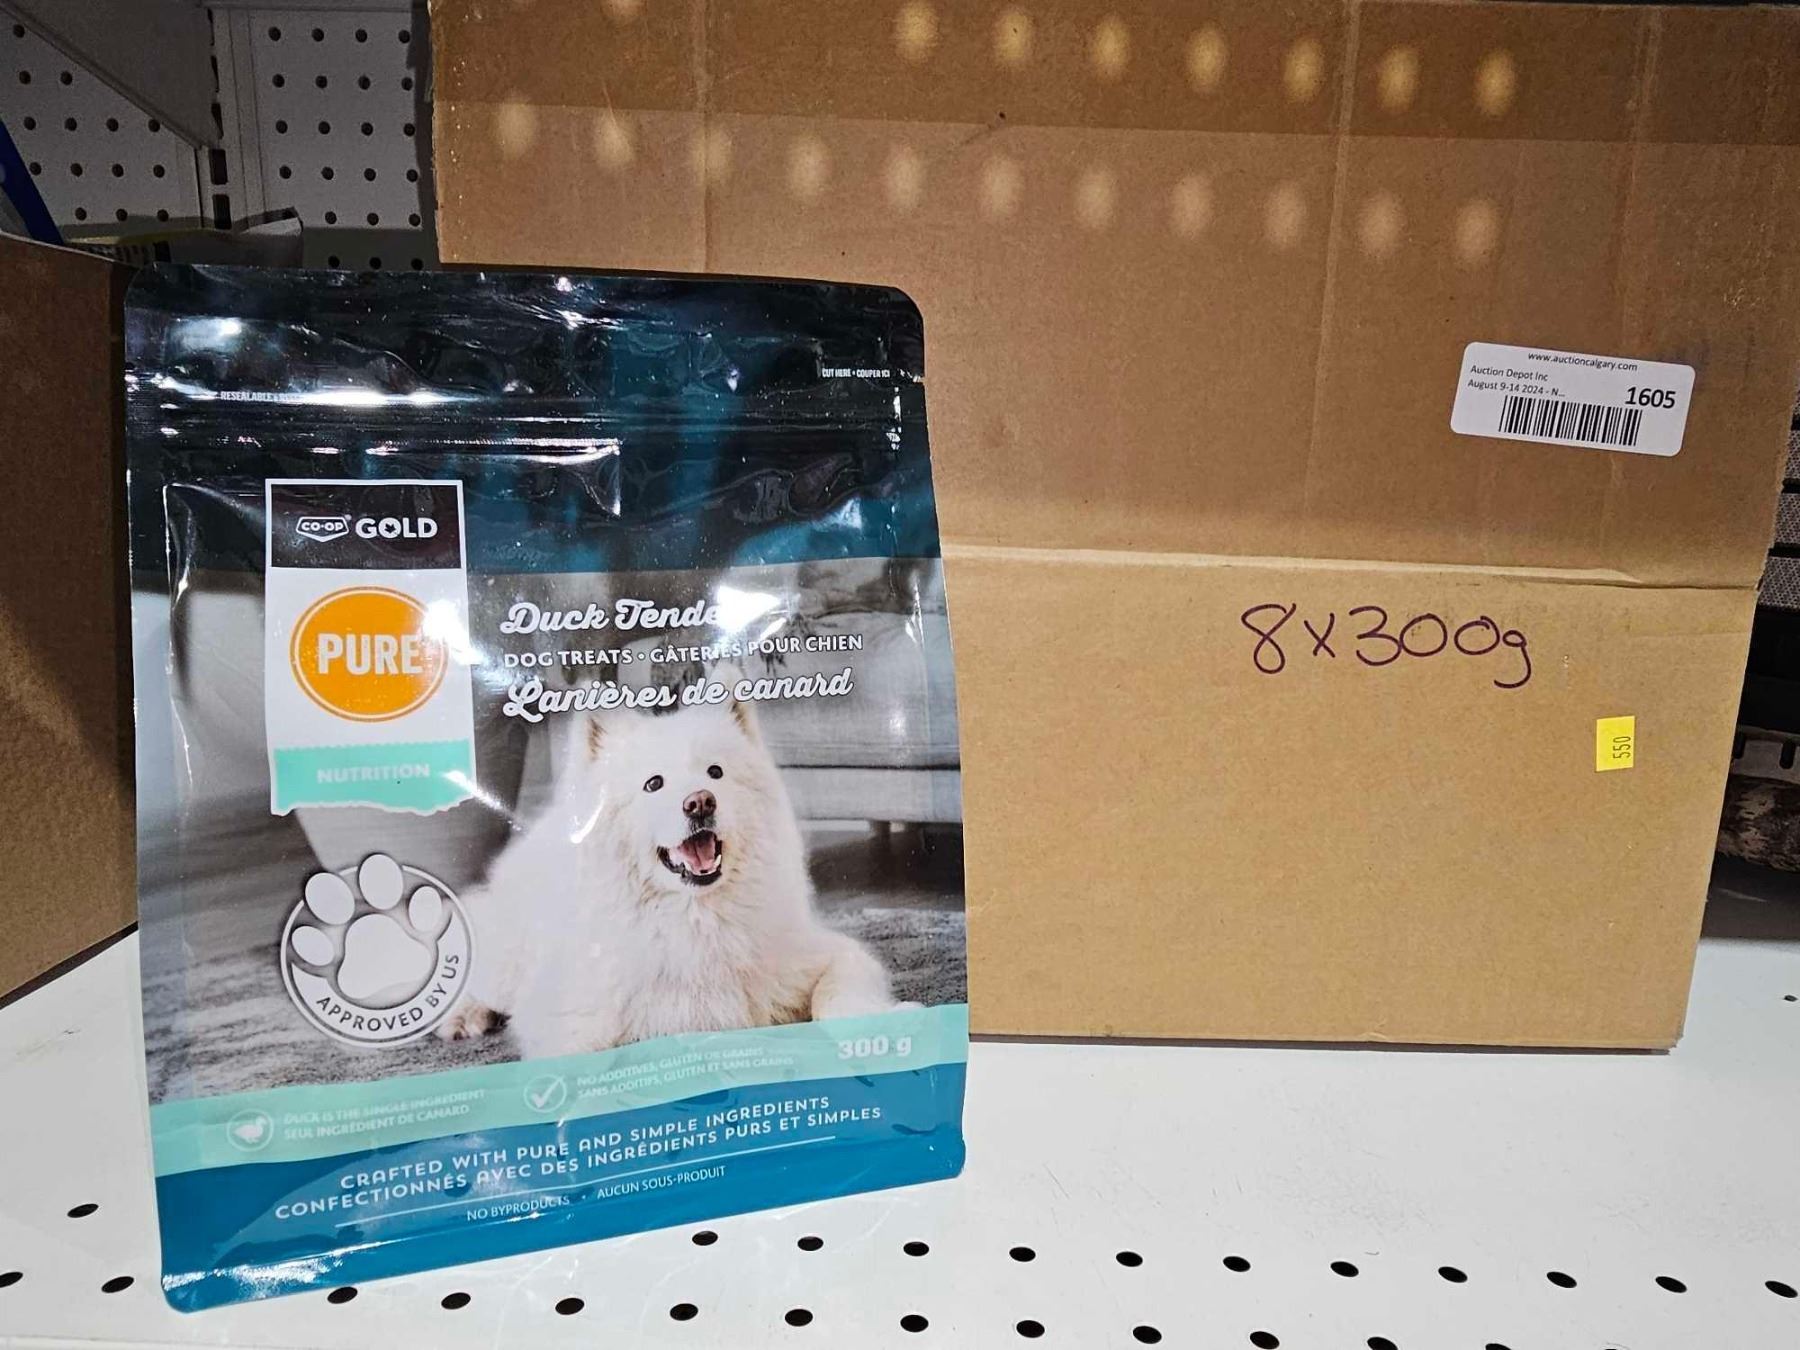 www.auctioncalgary.com
Auction Depot Inc
August 9-14 2024 - N...
1605
8x300g
550
CUT HERE • COUPER ICI
RESEALABLE
CO-OP GOLD
PURE
NUTRITION
Duck Tende
DOG TREATS • GÂTERIES POUR CHIEN
Lanières de canard
APPROVED BY US
300 g
DUCK IS THE SINGLE INGREDIENT
SEUL INGRÉDIENT DE CANARD
NO ADDITIVES, GLUTEN OR GRAINS
SANS ADDITIFS, GLUTEN ET SANS GRAINS
CRAFTED WITH PURE AND SIMPLE INGREDIENTS
CONFECTIONNÉS AVEC DES INGRÉDIENTS PURS ET SIMPLES
NO BYPRODUCTS • AUCUN SOUS-PRODUIT